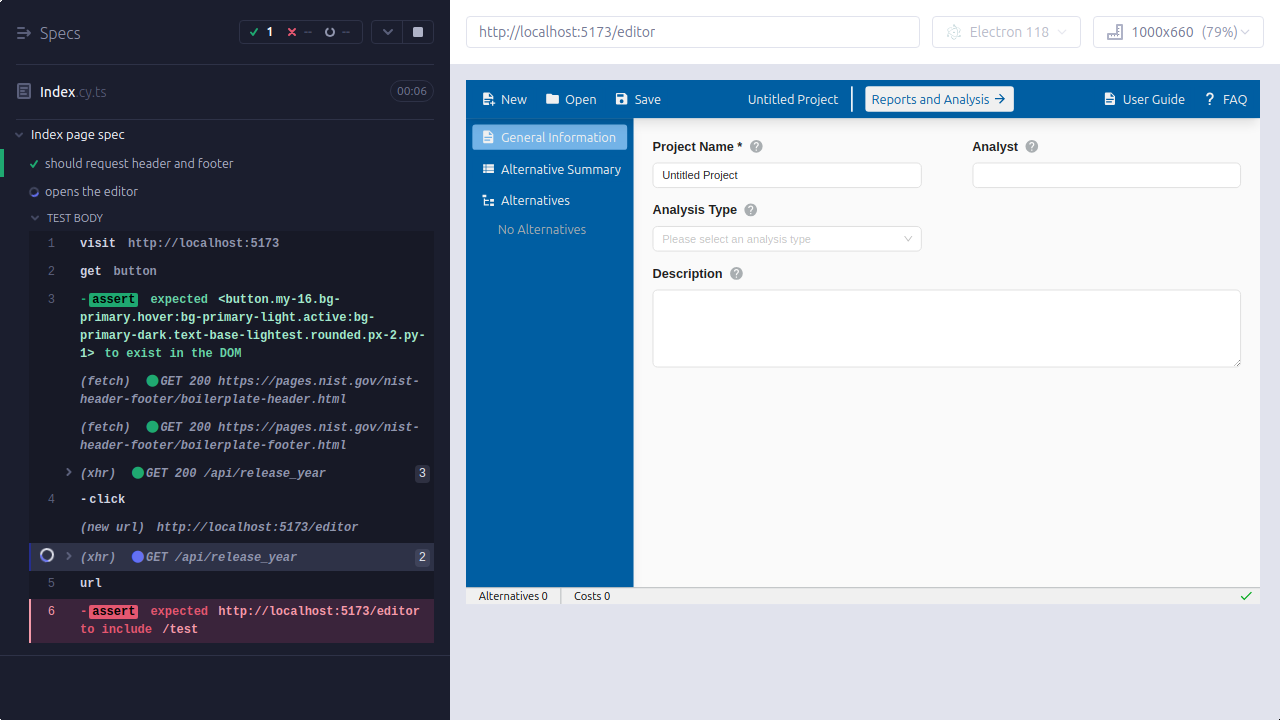 Specs
1
--
--
http://localhost:5173/editor
Electron 118
1000x660 (79%)
Index.cy.ts
00:06
Index page spec
should request header and footer
opens the editor
TEST BODY
1 visit http://localhost:5173
2 get button
3 -assert expected <button.my-16.bg-
primary.hover:bg-primary-light.active:bg-
primary-dark.text-base-lightest.rounded.px-2.py-
1> to exist in the DOM
(fetch) GET 200 https://pages.nist.gov/nist-
header-footer/boilerplate-header.html
(fetch) GET 200 https://pages.nist.gov/nist-
header-footer/boilerplate-footer.html
(xhr) GET 200 /api/release_year 3
4 -click
(new url) http://localhost:5173/editor
(xhr) GET /api/release_year 2
5 url
6 -assert expected http://localhost:5173/editor
to include /test
New Open Save Untitled Project Reports and Analysis User Guide ? FAQ
General Information
Alternative Summary
Alternatives
No Alternatives
Project Name * ? Analyst ?
Untitled Project
Analysis Type ?
Please select an analysis type
Description ?
Alternatives 0 Costs 0